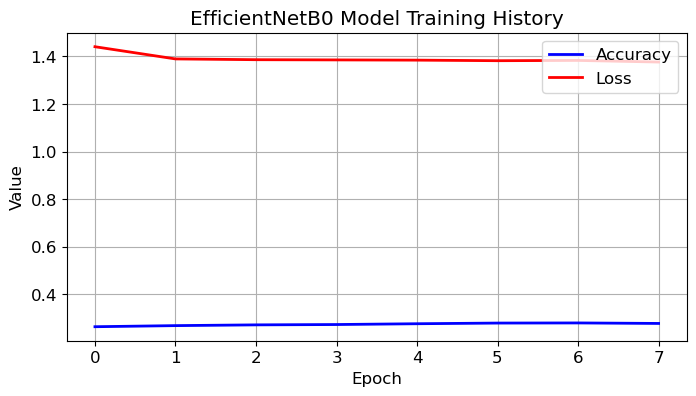 EfficientNetB0 Model Training History
1.4
1.2
1.0
0.8
0.6
0.4
Value
Accuracy
Loss
0 1 2 3 4 5 6 7
Epoch